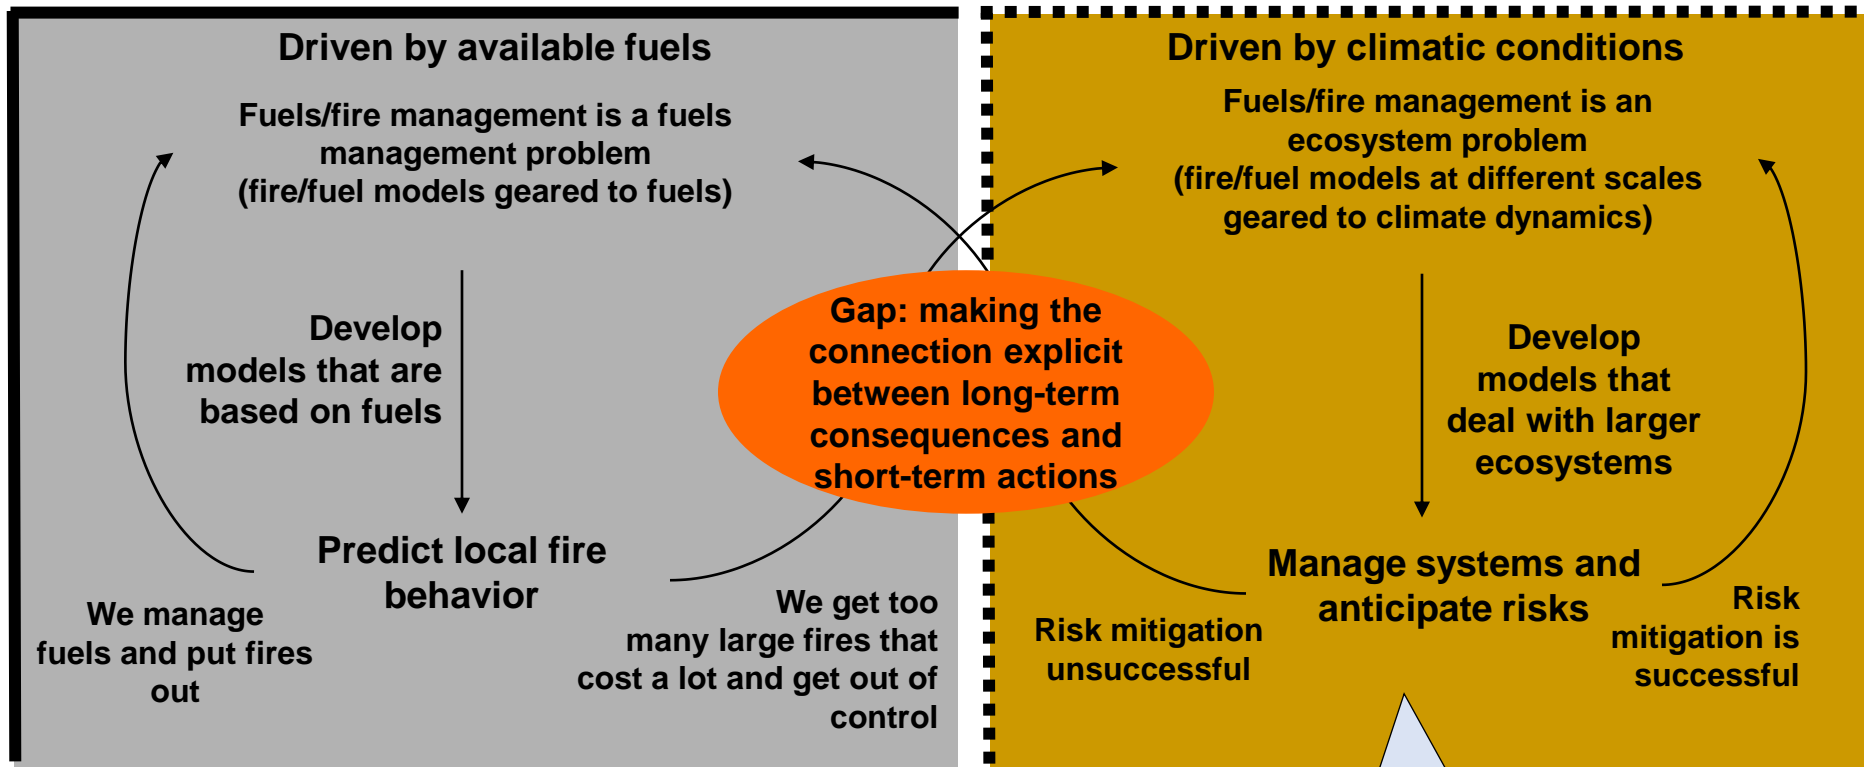 Driven by available fuels
Fuels/fire management is a fuels
management problem
(fire/fuel models geared to fuels)
Develop
models that are
based on fuels
Predict local fire
behavior
We manage
fuels and put fires
out
We get too
many large fires that
cost a lot and get out of
control
Gap: making the
connection explicit
between long-term
consequences and
short-term actions
Driven by climatic conditions
Fuels/fire management is an
ecosystem problem
(fire/fuel models at different scales
geared to climate dynamics)
Develop
models that
deal with larger
ecosystems
Manage systems and
anticipate risks
Risk mitigation
unsuccessful
Risk
mitigation is
successful